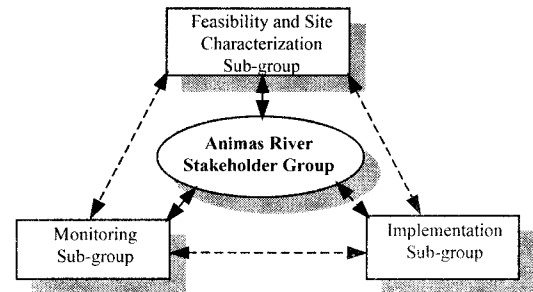 Feasibility and Site
Characterization
Sub-group
Animas River
Stakeholder Group
Monitoring
Sub-group
Implementation
Sub-group